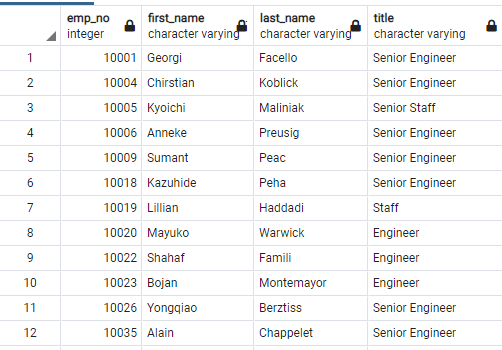 emp_no first_name last_name title
integer character varying character varying character varying
1 10001 Georgi Facello Senior Engineer
2 10004 Chirstian Koblick Senior Engineer
3 10005 Kyoichi Maliniak Senior Staff
4 10006 Anneke Preusig Senior Engineer
5 10009 Sumant Peac Senior Engineer
6 10018 Kazuhide Peha Senior Engineer
7 10019 Lillian Haddadi Staff
8 10020 Mayuko Warwick Engineer
9 10022 Shahaf Famili Engineer
10 10023 Bojan Montemayor Engineer
11 10026 Yongqiao Berztiss Senior Engineer
12 10035 Alain Chappelet Senior Engineer